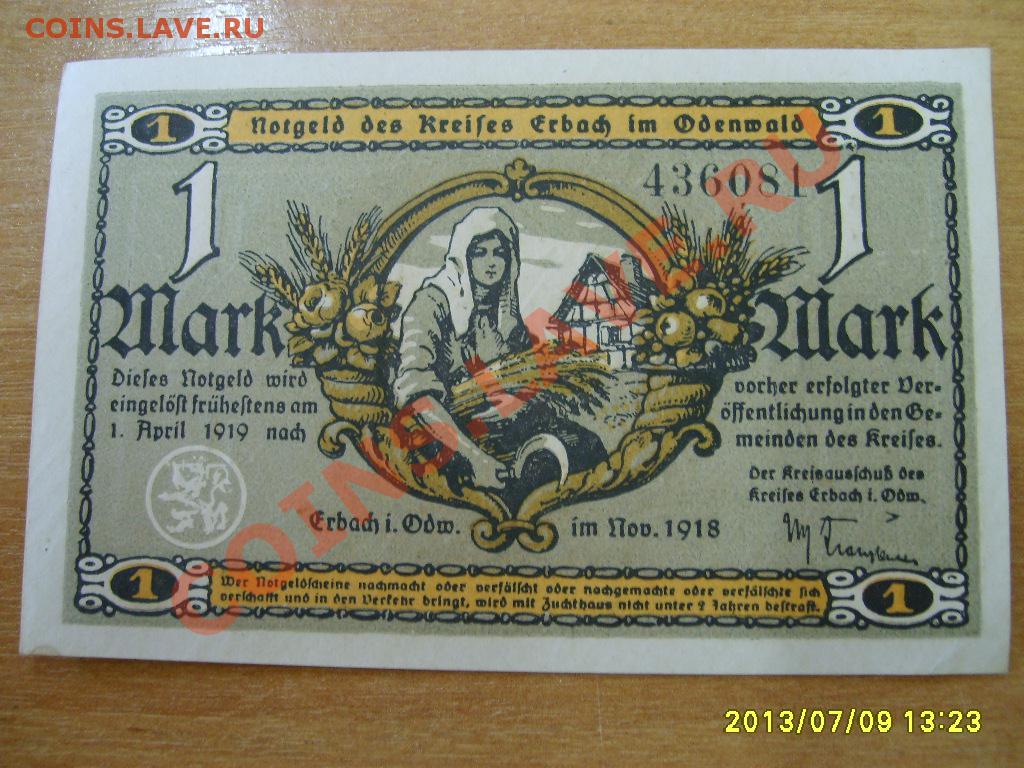 COINS.LAVE.RU
1 Notgeld des Kreises Erbach im Odenwald 1
436081
1 1
Mark Mark
Dieses Notgeld wird
eingelöst frühestens am
1. April 1919 nach
vorher erfolgter Ver-
öffentlichung in den Ge-
meinden des Kreises.
Der Kreisausschuß des
Kreises Erbach i. Odw.
Erbach i. Odw. im Nov. 1918
1 1
Wer Notgeldscheine nachmacht oder verfälscht oder nachgemachte oder verfälschte sich
verschafft und in den Verkehr bringt, wird mit Zuchthaus nicht unter 2 Jahren bestraft.
COINS.LAVE.RU
2013/07/09 13:23